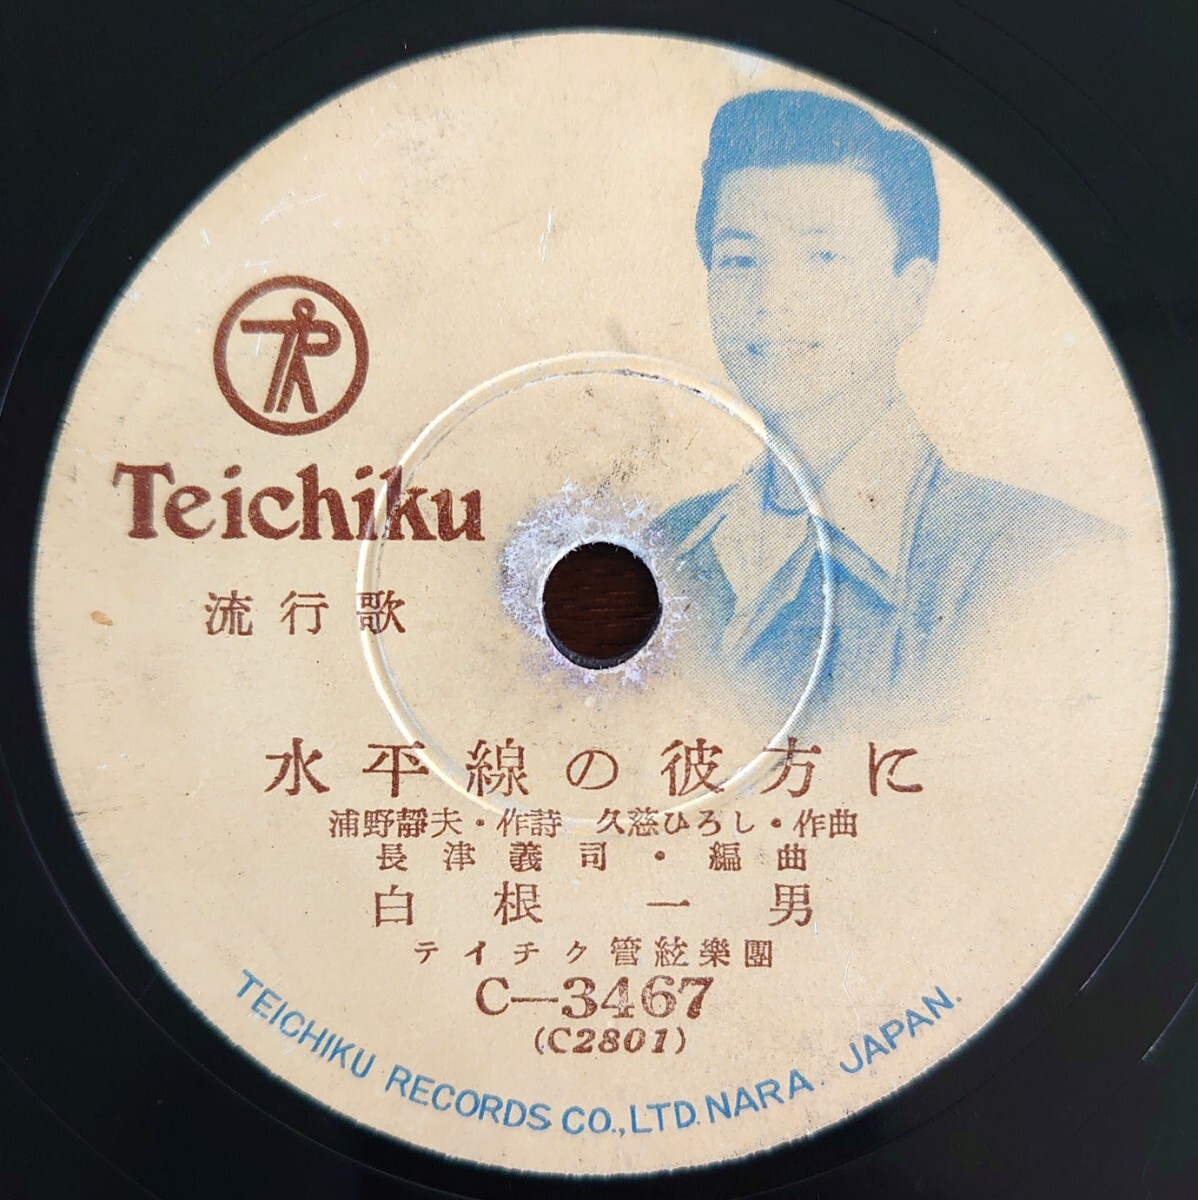 Teichiku
流行歌
水平線の彼方に
浦野靜夫・作詩 久慈ひろし・作曲
長津義司・編曲
白根一男
テイチク管絃樂團
C—3467
(C2801)
TEICHIKU RECORDS CO., LTD. NARA JAPAN.